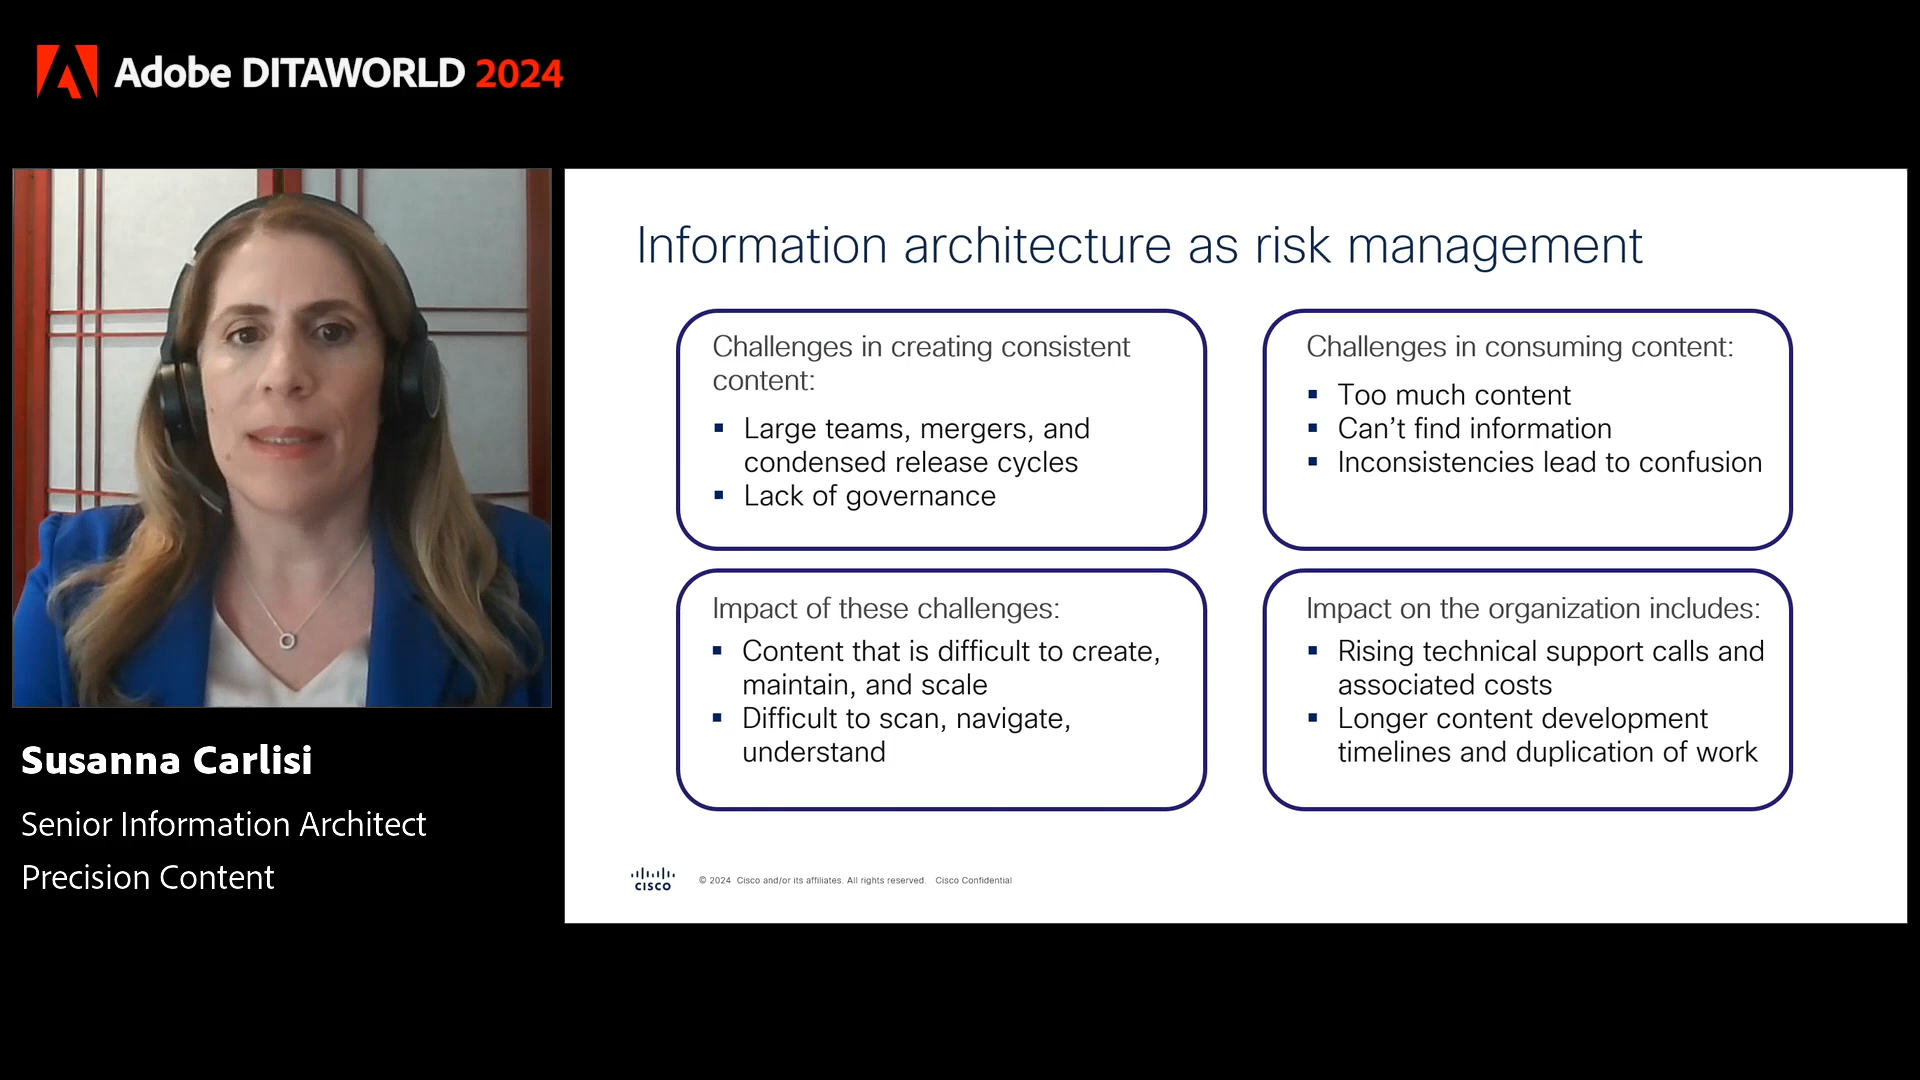 Adobe DITAWORLD 2024
Susanna Carlisi
Senior Information Architect
Precision Content
Information architecture as risk management
Challenges in creating consistent
content:
▪ Large teams, mergers, and
condensed release cycles
▪ Lack of governance
Challenges in consuming content:
▪ Too much content
▪ Can’t find information
▪ Inconsistencies lead to confusion
Impact of these challenges:
▪ Content that is difficult to create,
maintain, and scale
▪ Difficult to scan, navigate,
understand
Impact on the organization includes:
▪ Rising technical support calls and
associated costs
▪ Longer content development
timelines and duplication of work
CISCO
© 2024 Cisco and/or its affiliates. All rights reserved. Cisco Confidential